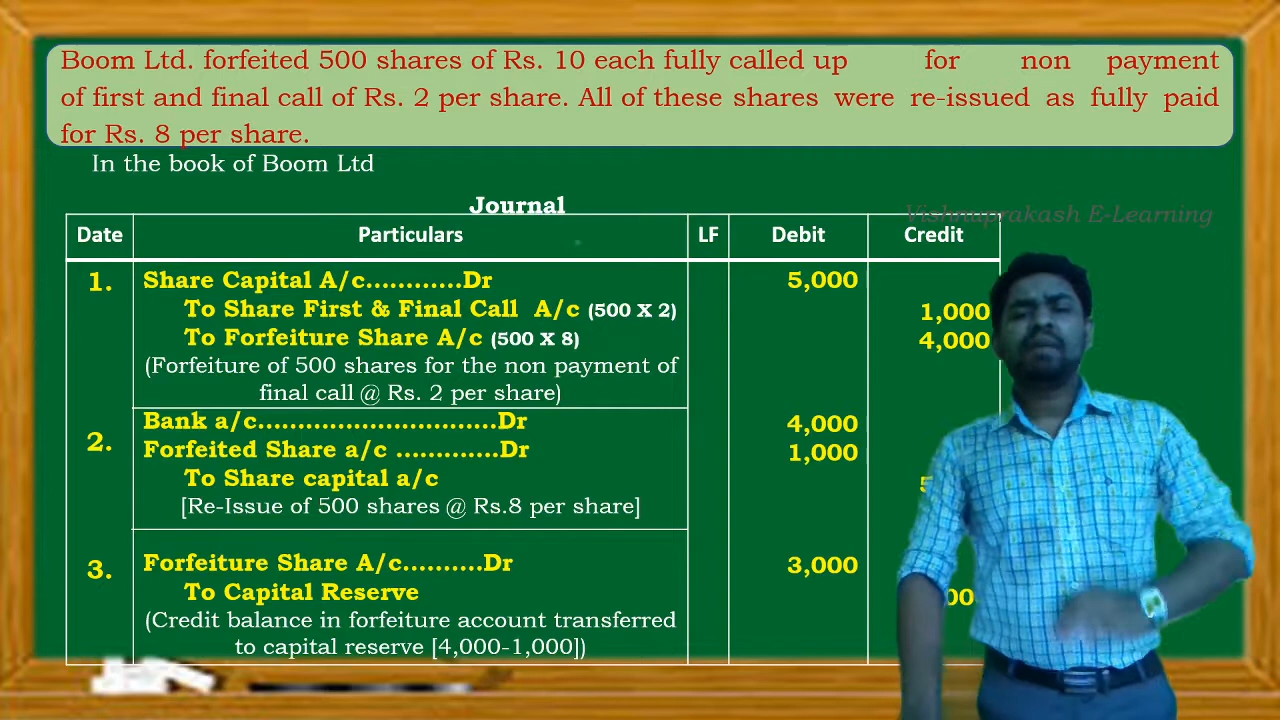 Boom Ltd. forfeited 500 shares of Rs. 10 each fully called up for non payment
of first and final call of Rs. 2 per share. All of these shares were re-issued as fully paid
for Rs. 8 per share.
In the book of Boom Ltd
Journal
Vishnuprakash E-Learning
Date Particulars LF Debit Credit
1. Share Capital A/c............Dr 5,000
To Share First & Final Call A/c (500 X 2) 1,000
To Forfeiture Share A/c (500 X 8) 4,000
(Forfeiture of 500 shares for the non payment of
final call @ Rs. 2 per share)
Bank a/c..............................Dr 4,000
2. Forfeited Share a/c .............Dr 1,000
To Share capital a/c
[Re-Issue of 500 shares @ Rs.8 per share]
3. Forfeiture Share A/c..........Dr 3,000
To Capital Reserve
(Credit balance in forfeiture account transferred
to capital reserve [4,000-1,000])